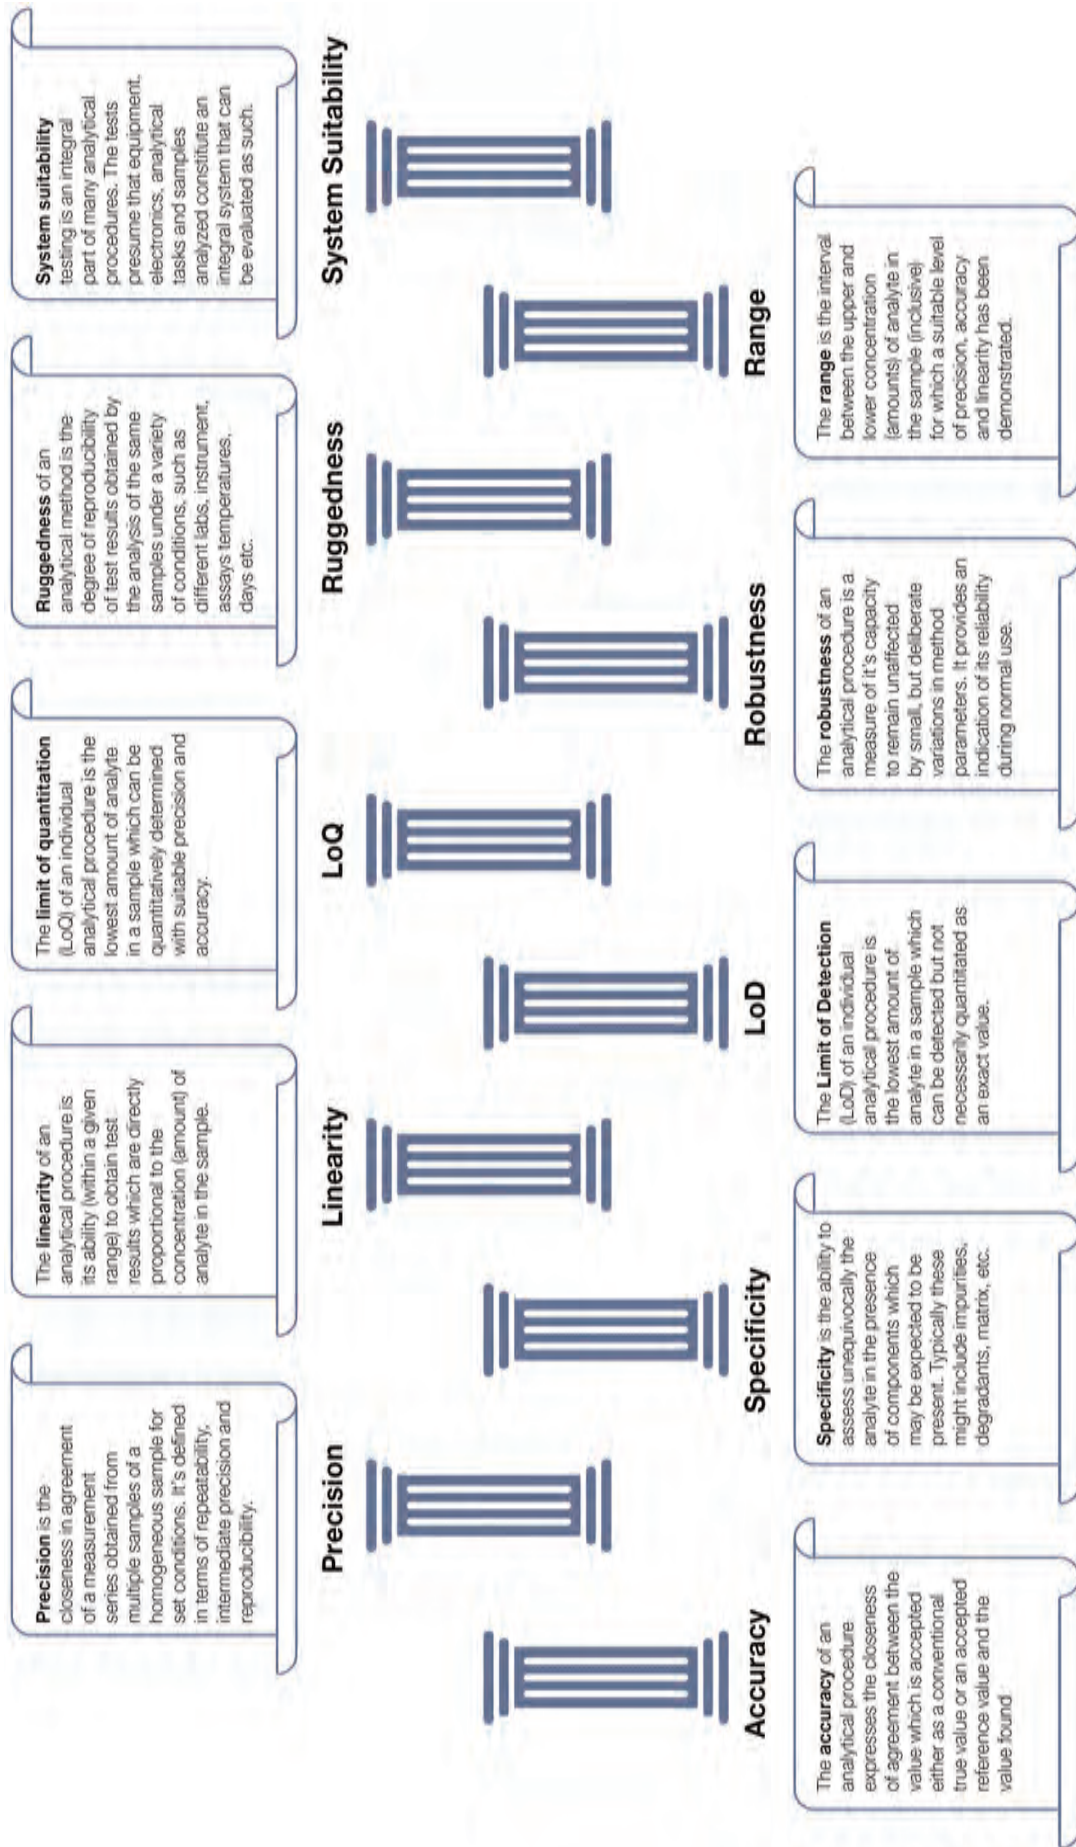 Precision is the
closeness in agreement
of a measurement
series obtained from
multiple samples of a
homogeneous sample for
set conditions. It's defined
in terms of repeatability,
intermediate precision and
reproducibility.
The linearity of an
analytical procedure is
its ability (within a given
range) to obtain test
results which are directly
proportional to the
concentration (amount) of
analyte in the sample.
The limit of quantitation
(LoQ) of an individual
analytical procedure is the
lowest amount of analyte
in a sample which can be
quantitatively determined
with suitable precision and
accuracy.
Ruggedness of an
analytical method is the
degree of reproducibility
of test results obtained by
the analysis of the same
samples under a variety
of conditions, such as
different labs, instrument,
assays temperatures,
days etc.
System suitability
testing is an integral
part of many analytical
procedures. The tests
presume that equipment,
electronics, analytical
tasks and samples
analyzed constitute an
integral system that can
be evaluated as such.
Precision
Linearity
LoQ
Ruggedness
System Suitability
Accuracy
Specificity
LoD
Robustness
Range
The accuracy of an
analytical procedure
expresses the closeness
of agreement between the
value which is accepted
either as a conventional
true value or an accepted
reference value and the
value found
Specificity is the ability to
assess unequivocally the
analyte in the presence
of components which
may be expected to be
present. Typically these
might include impurities,
degradants, matrix, etc.
The Limit of Detection
(LoD) of an individual
analytical procedure is
the lowest amount of
analyte in a sample which
can be detected but not
necessarily quantitated as
an exact value.
The robustness of an
analytical procedure is a
measure of it's capacity
to remain unaffected
by small, but deliberate
variations in method
parameters. It provides an
indication of its reliability
during normal use.
The range is the interval
between the upper and
lower concentration
(amounts) of analyte in
the sample (inclusive)
for which a suitable level
of precision, accuracy
and linearity has been
demonstrated.